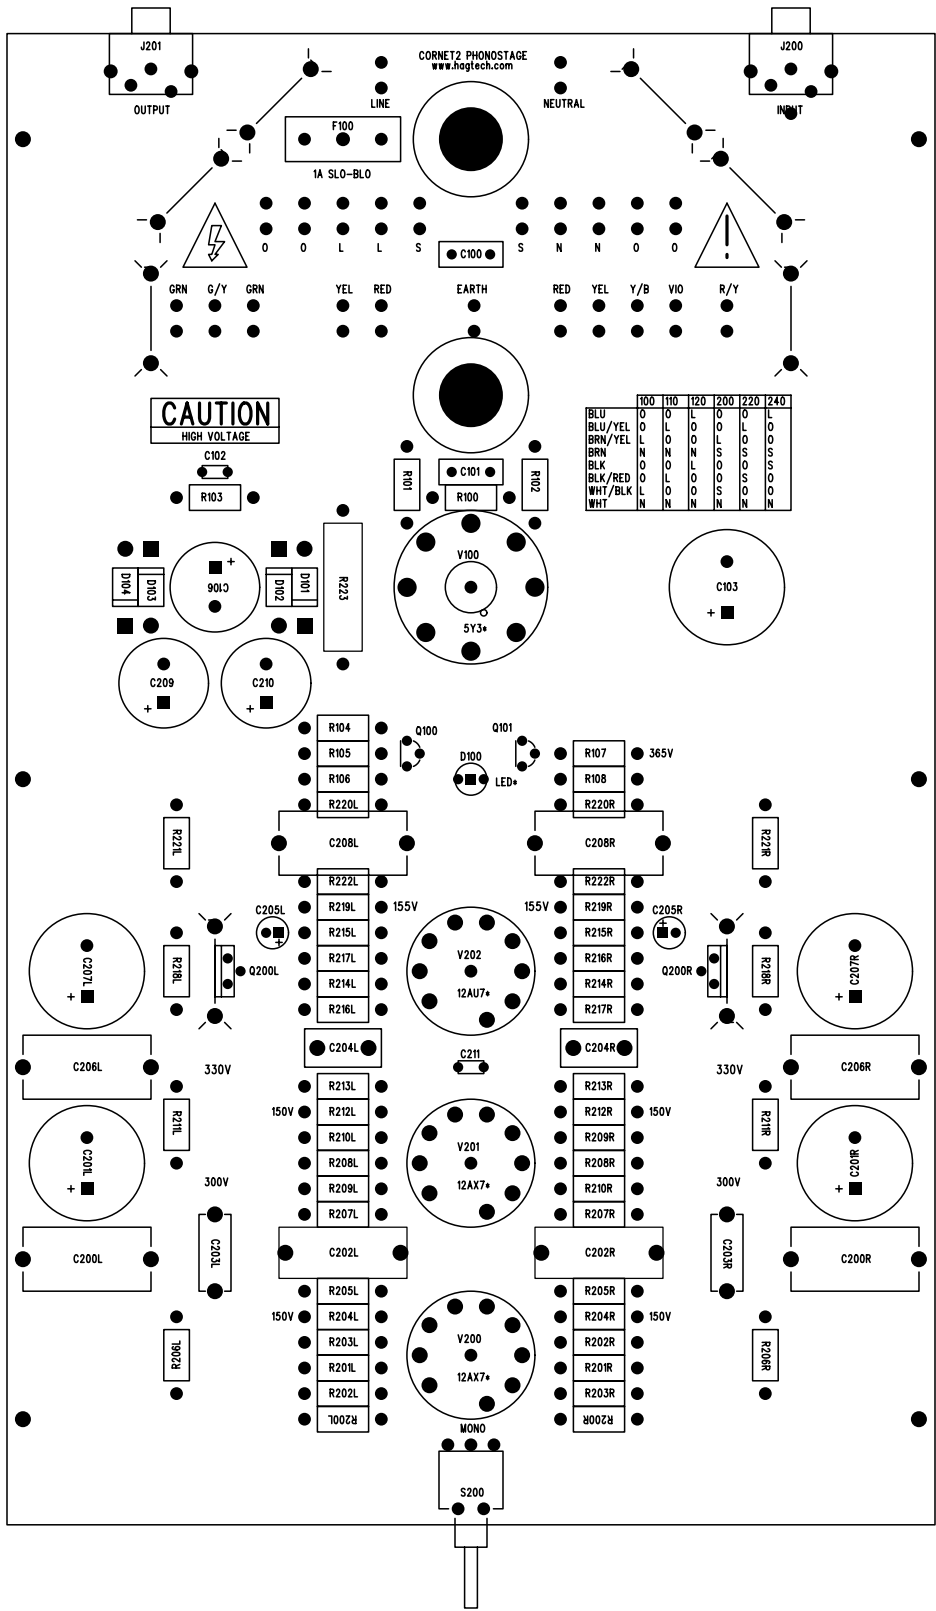 J201
CORNET2 PHONOSTAGE
www.hagtech.com
J200
LINE
NEUTRAL
OUTPUT
INPUT
F100
1A SLO-BLO
O O L L S S N N O O
C100
GRN G/Y GRN YEL RED EARTH RED YEL Y/B VIO R/Y
CAUTION
HIGH VOLTAGE
100 110 120 200 220 240
BLU O O L O O L
BLU/YEL O L O O L O
BRN/YEL L O O L O O
BRN N N N S S S
BLK O O L O O S
BLK/RED O L O O S O
WHT/BLK L O O S O O
WHT N N N N N N
C102
R103
R101
C101
R100
R102
V100
5Y3*
D104
D103
+
C106
D102
D101
R223
C103
+
C209
+
C210
+
R104
R105
R106
R220L
Q100
Q101
D100
LED*
R107
365V
R108
R220R
R221L
C208L
C208R
R221R
R222L
R222R
R219L
155V
155V
R219R
C205L
+
R215L
R215R
C205R
+
C207L
+
R218L
Q200L
R217L
V202
R216R
Q200R
R218R
C207R
+
R214L
12AU7*
R214R
R216L
R217R
C204L
C211
C204R
C206L
330V
330V
C206R
R213L
R213R
150V
R212L
R212R
150V
R211L
R211R
R210L
V201
R209R
C201L
+
R208L
R208R
C201R
+
300V
R209L
12AX7*
R210R
300V
R207L
R207R
C200L
C203L
C202L
C202R
C203R
C200R
R205L
R205R
150V
R204L
R204R
150V
R206L
R203L
V200
R202R
R206R
R201L
12AX7*
R201R
R202L
R203R
R200L
R200R
MONO
S200